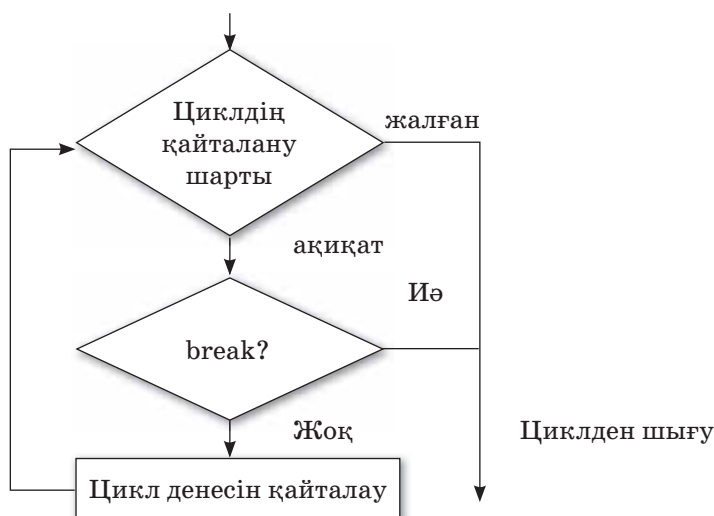 Циклдің
қайталану
шарты
жалған
ақиқат
Иә
break?
Жоқ
Циклден шығу
Цикл денесін қайталау